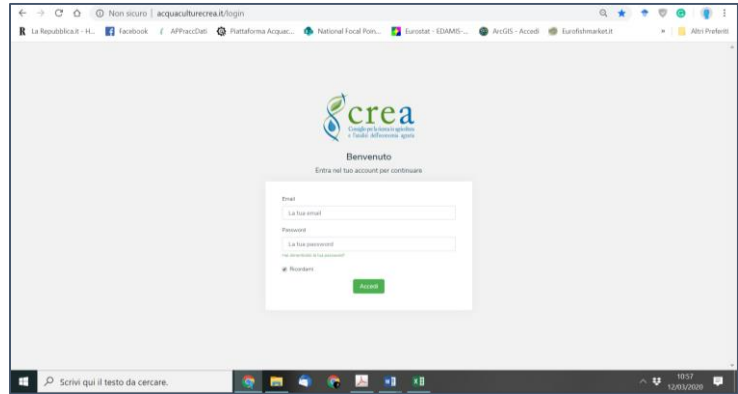 Non sicuro | acquaculturecrea.it/login
R La Repubblica.it - H... Facebook APPraccDati Piattaforma Acquac... National Focal Poin... Eurostat - EDAMIS-... ArcGIS - Accedi Eurofishmarket.it » Altri Preferiti
crea
Consiglio per la ricerca in agricoltura
e l'analisi dell'economia agraria
Benvenuto
Entra nel tuo account per continuare
Email
La tua email
Password
La tua password
Hai dimenticato la tua password?
Ricordami
Accedi
Scrivi qui il testo da cercare.
10:57
12/03/2020